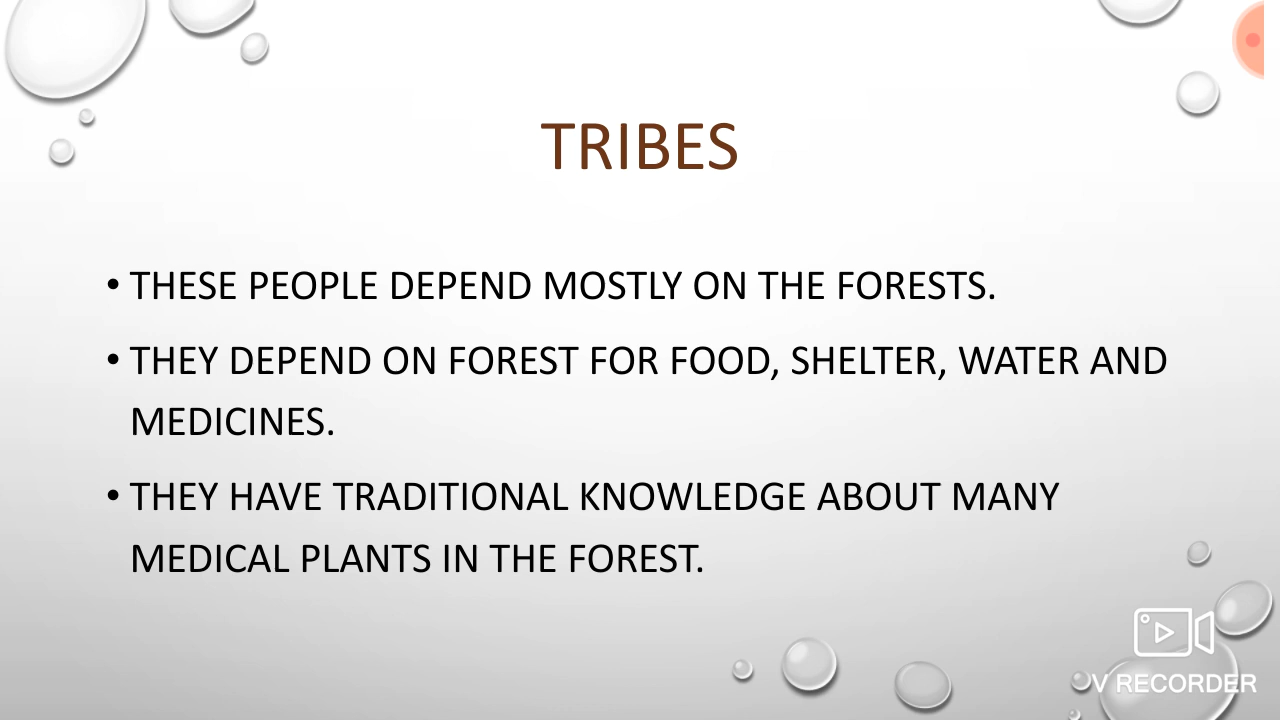 TRIBES
• THESE PEOPLE DEPEND MOSTLY ON THE FORESTS.
• THEY DEPEND ON FOREST FOR FOOD, SHELTER, WATER AND
MEDICINES.
• THEY HAVE TRADITIONAL KNOWLEDGE ABOUT MANY
MEDICAL PLANTS IN THE FOREST.
V RECORDER